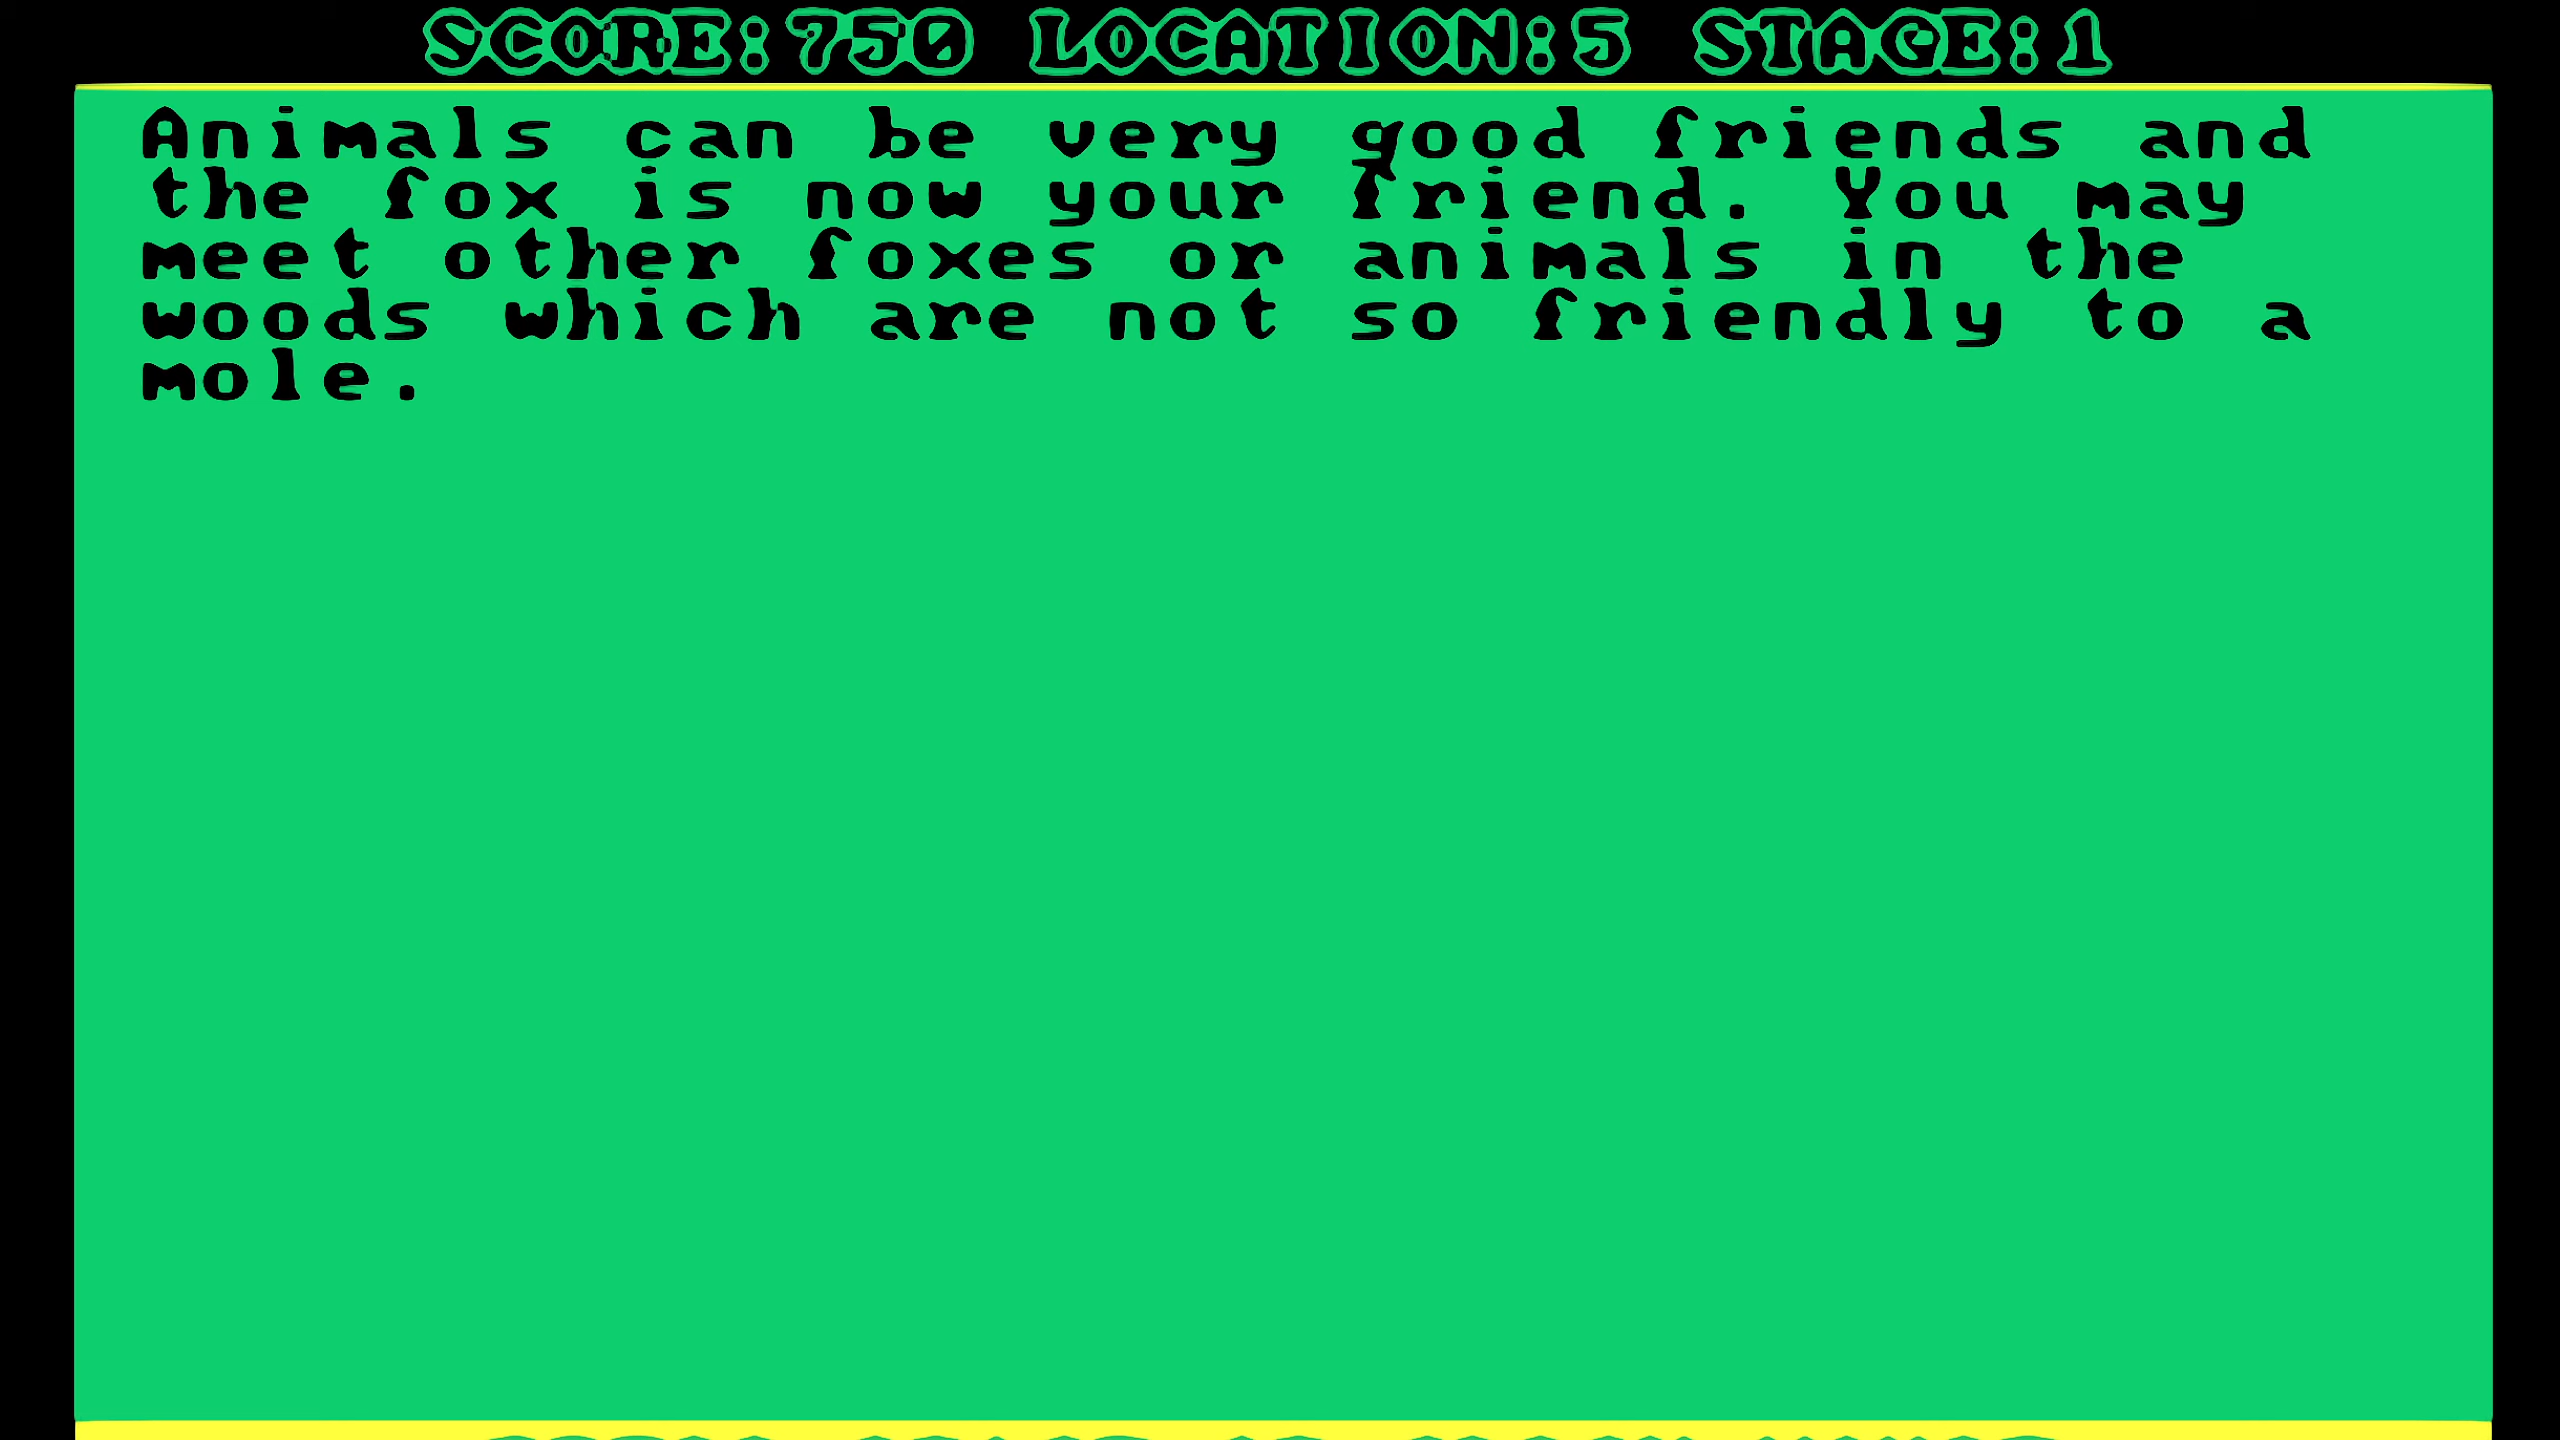 SCORE:750 LOCATION:5 STAGE:1
Animals can be very good friends and
the fox is now your friend. You may
meet other foxes or animals in the
woods which are not so friendly to a
mole.